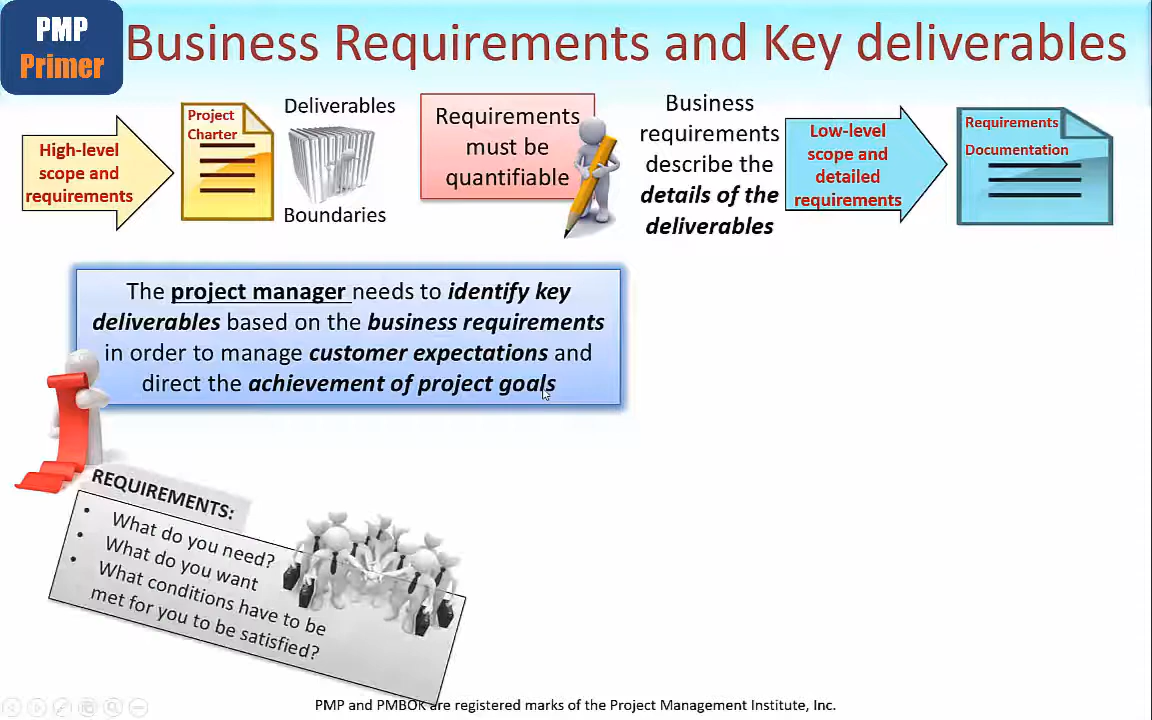 PMP
Primer
Business Requirements and Key deliverables
High-level
scope and
requirements
Project
Charter
Deliverables
Boundaries
Requirements
must be
quantifiable
Business
requirements
describe the
details of the
deliverables
Low-level
scope and
detailed
requirements
Requirements
Documentation
The project manager needs to identify key
deliverables based on the business requirements
in order to manage customer expectations and
direct the achievement of project goals
REQUIREMENTS:
• What do you need?
• What do you want
• What conditions have to be
met for you to be satisfied?
PMP and PMBOK are registered marks of the Project Management Institute, Inc.